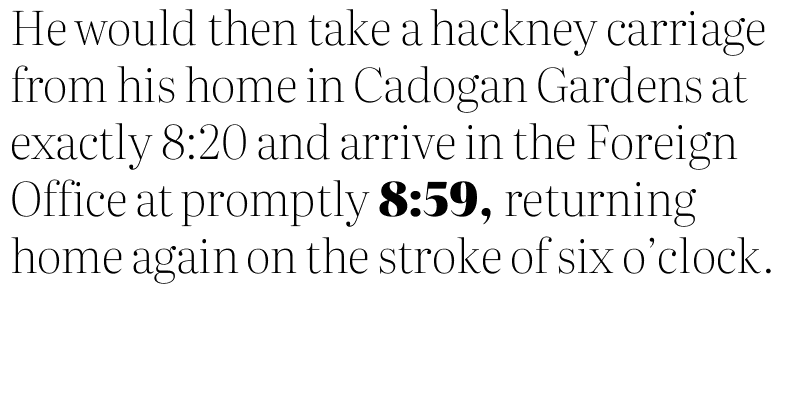 He would then take a hackney carriage
from his home in Cadogan Gardens at
exactly 8:20 and arrive in the Foreign
Office at promptly 8:59, returning
home again on the stroke of six o’clock.